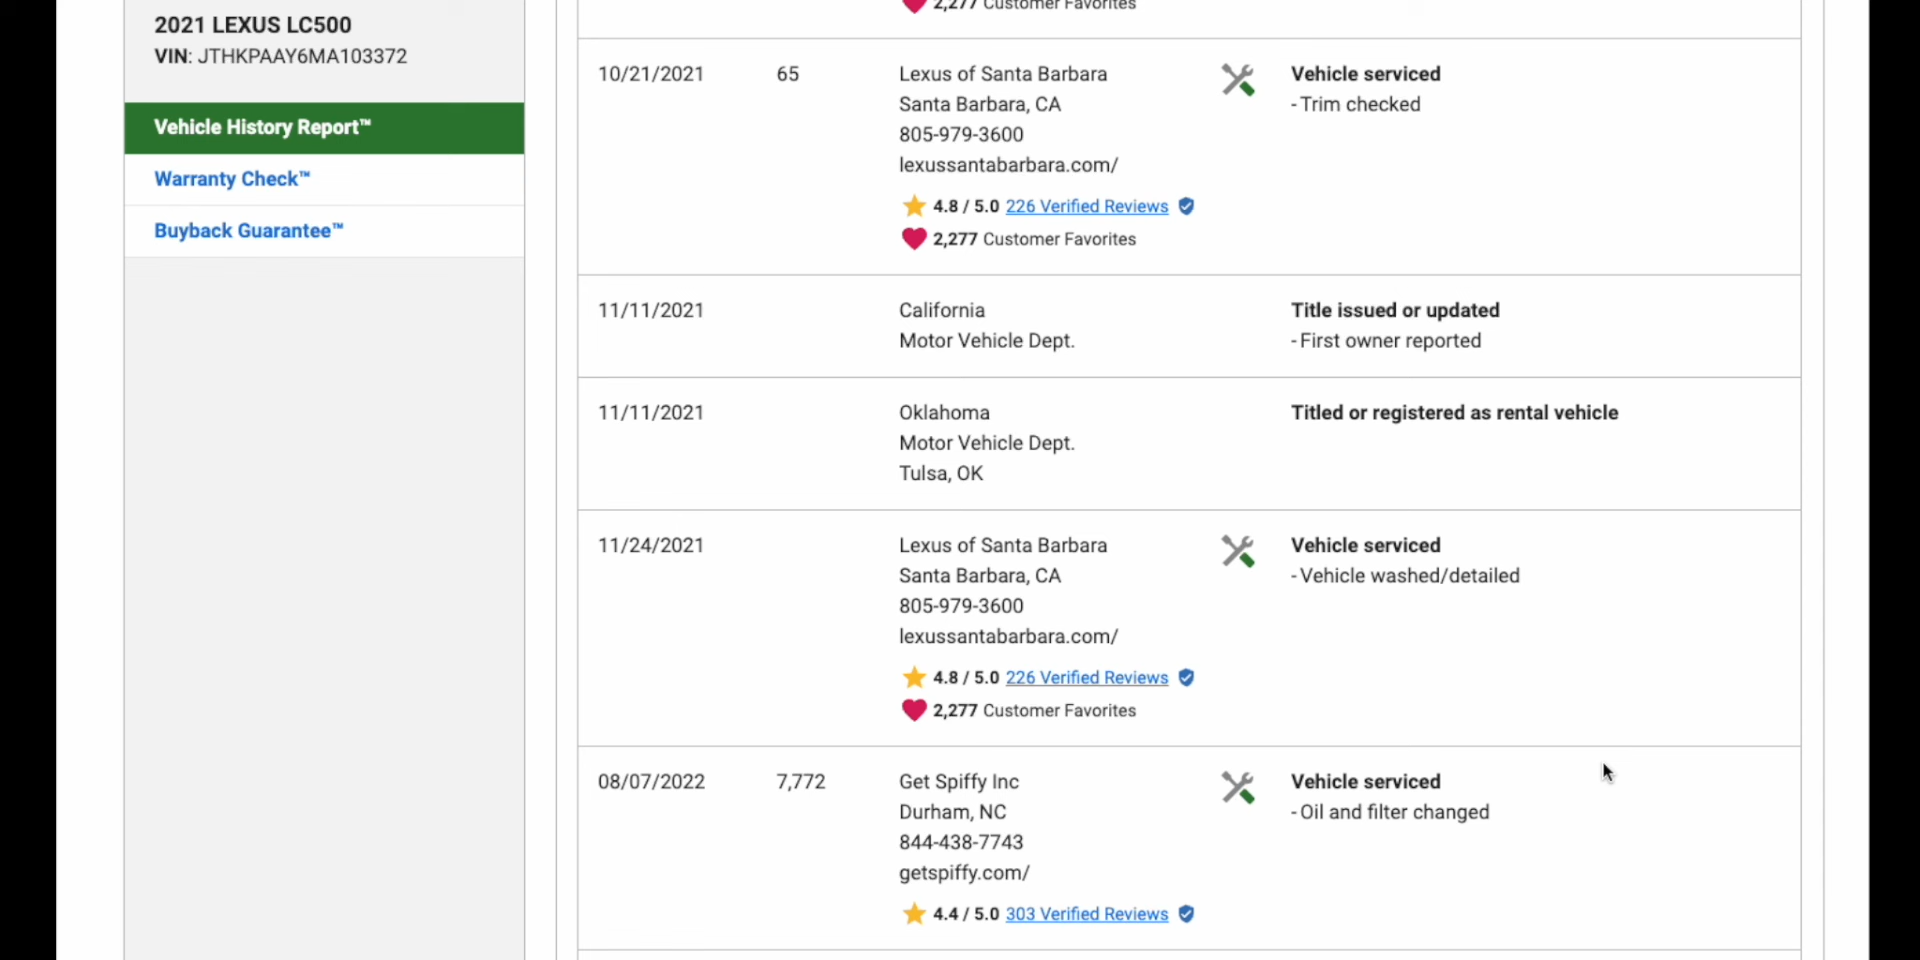 2021 LEXUS LC500
VIN: JTHKPAAY6MA103372
Vehicle History Report™
Warranty Check™
Buyback Guarantee™
2,277 Customer Favorites
10/21/2021 65 Lexus of Santa Barbara Vehicle serviced
Santa Barbara, CA - Trim checked
805-979-3600
lexussantabarbara.com/
4.8 / 5.0 226 Verified Reviews
2,277 Customer Favorites
11/11/2021 California Title issued or updated
Motor Vehicle Dept. - First owner reported
11/11/2021 Oklahoma Titled or registered as rental vehicle
Motor Vehicle Dept.
Tulsa, OK
11/24/2021 Lexus of Santa Barbara Vehicle serviced
Santa Barbara, CA - Vehicle washed/detailed
805-979-3600
lexussantabarbara.com/
4.8 / 5.0 226 Verified Reviews
2,277 Customer Favorites
08/07/2022 7,772 Get Spiffy Inc Vehicle serviced
Durham, NC - Oil and filter changed
844-438-7743
getspiffy.com/
4.4 / 5.0 303 Verified Reviews